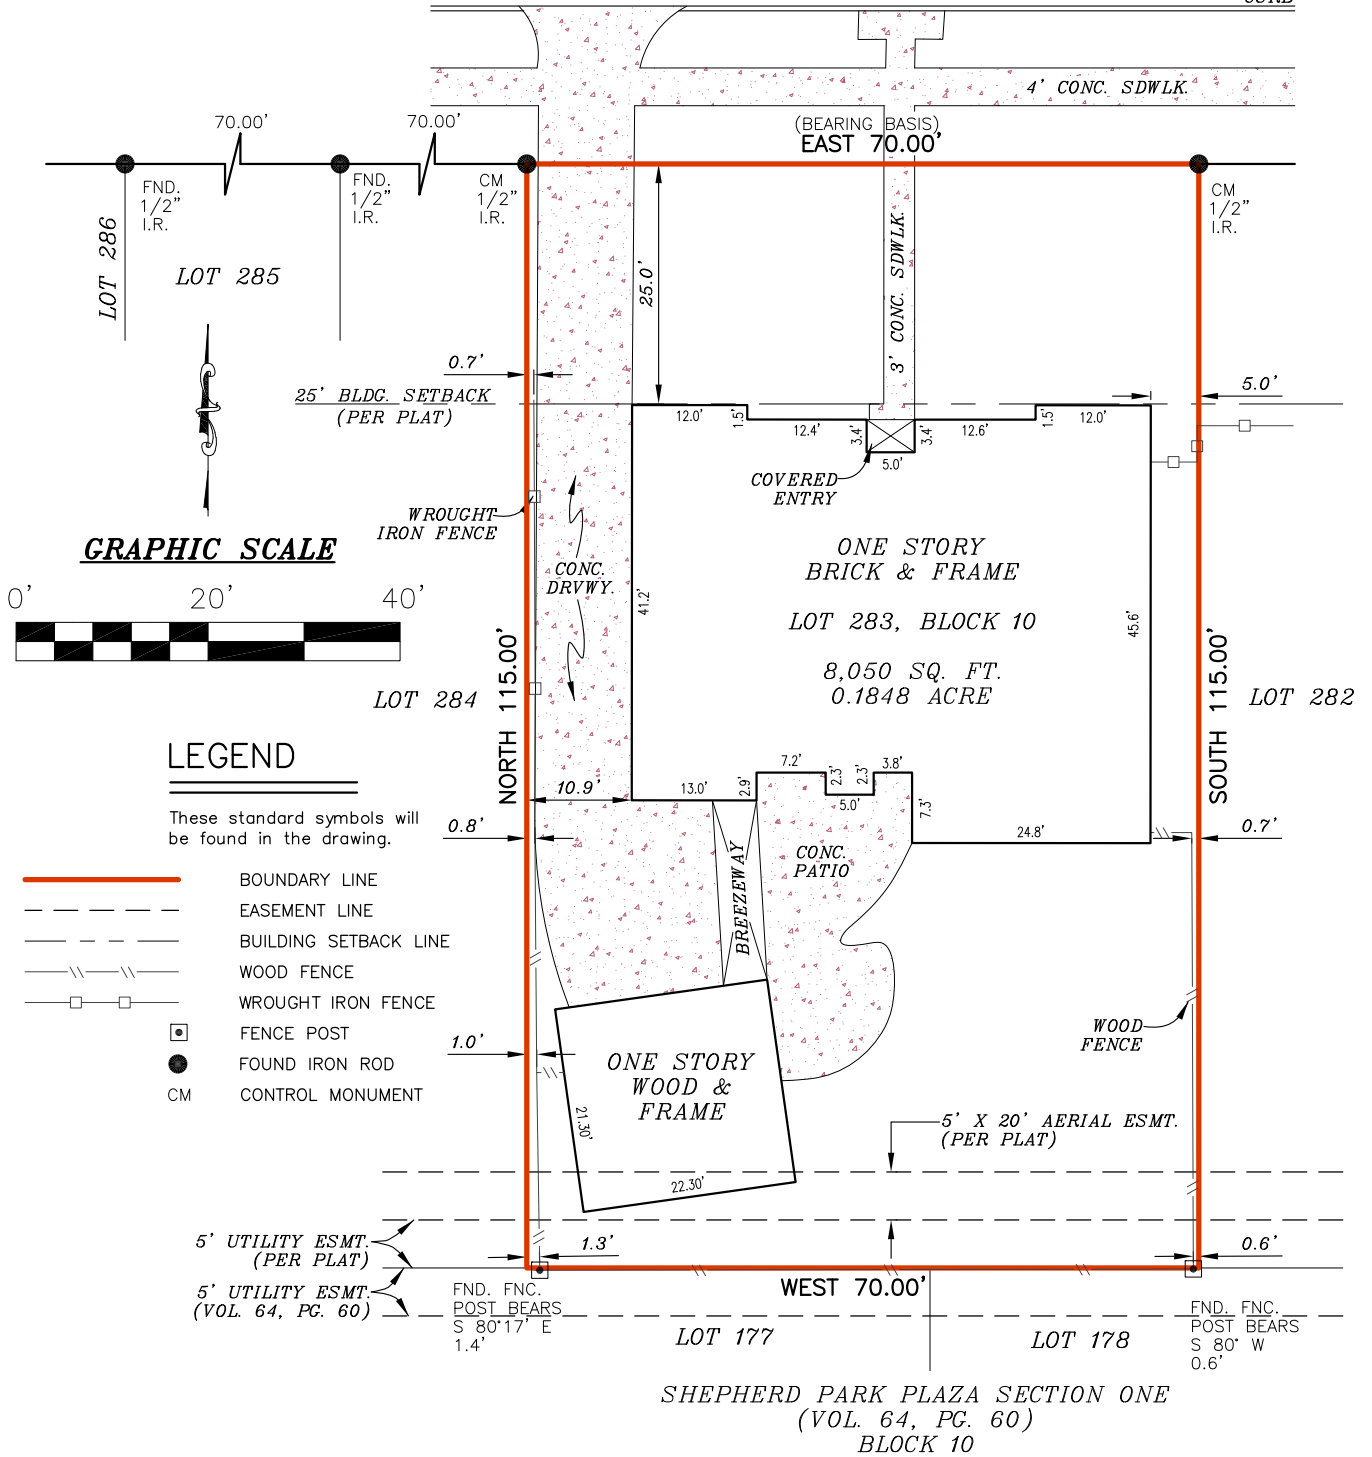 4' CONC. SDWLK.
(BEARING BASIS)
EAST 70.00'
70.00'
70.00'
FND.
1/2"
I.R.
FND.
1/2"
I.R.
CM
1/2"
I.R.
CM
1/2"
I.R.
LOT 286
LOT 285
25.0'
3' CONC. SDWLK.
0.7'
25' BLDG. SETBACK
(PER PLAT)
5.0'
12.0'
1.5'
12.4'
3.4'
3.4'
5.0'
12.6'
1.5'
12.0'
COVERED
ENTRY
WROUGHT
IRON FENCE
CONC.
DRVWY.
GRAPHIC SCALE
0'
20'
40'
ONE STORY
BRICK & FRAME
LOT 283, BLOCK 10
8,050 SQ. FT.
0.1848 ACRE
41.2'
45.6'
LOT 284
NORTH 115.00'
SOUTH 115.00'
LOT 282
LEGEND
These standard symbols will
be found in the drawing.
BOUNDARY LINE
EASEMENT LINE
BUILDING SETBACK LINE
WOOD FENCE
WROUGHT IRON FENCE
FENCE POST
FOUND IRON ROD
CM
CONTROL MONUMENT
10.9'
13.0'
2.9'
7.2'
2.3'
2.3'
5.0'
3.8'
7.3'
24.8'
0.8'
0.7'
CONC.
PATIO
BREEZEWAY
1.0'
ONE STORY
WOOD &
FRAME
21.30'
22.30'
WOOD
FENCE
5' X 20' AERIAL ESMT.
(PER PLAT)
5' UTILITY ESMT.
(PER PLAT)
5' UTILITY ESMT.
(VOL. 64, PG. 60)
1.3'
0.6'
WEST 70.00'
FND. FNC.
POST BEARS
S 80°17' E
1.4'
FND. FNC.
POST BEARS
S 80° W
0.6'
LOT 177
LOT 178
SHEPHERD PARK PLAZA SECTION ONE
(VOL. 64, PG. 60)
BLOCK 10